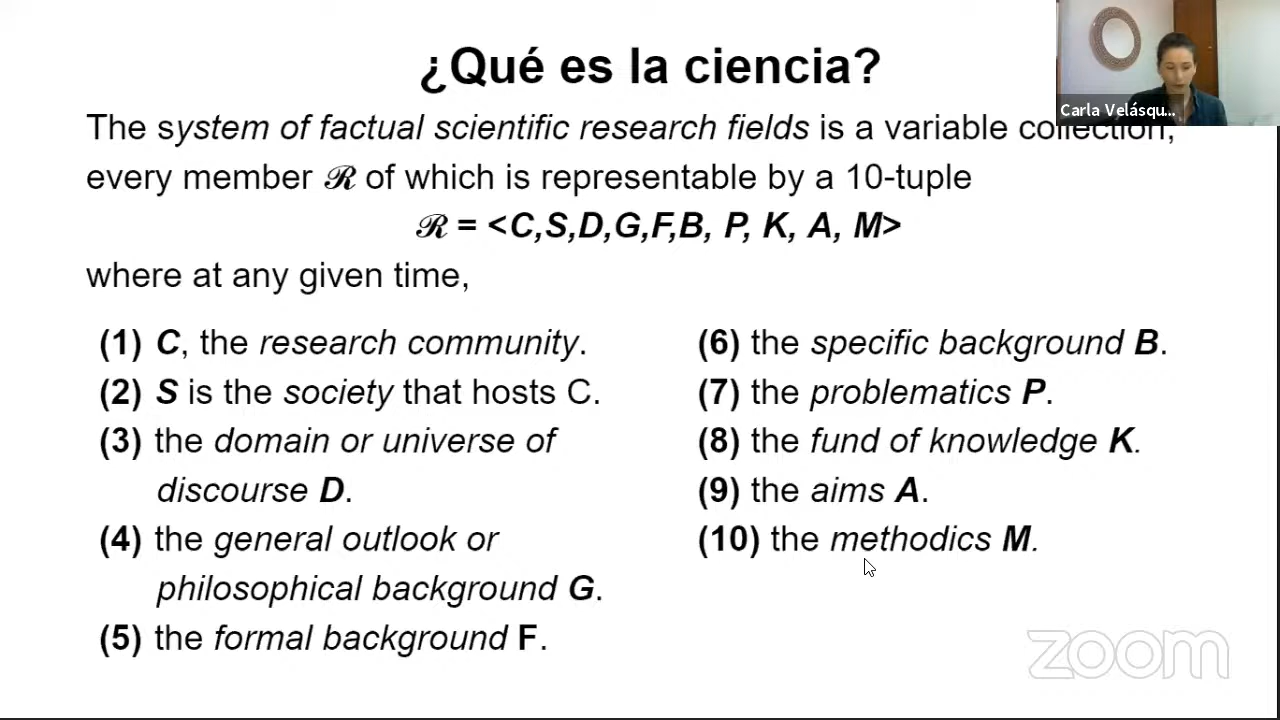 ¿Qué es la ciencia?
Carla Velásqu...
The system of factual scientific research fields is a variable collection,
every member ℛ of which is representable by a 10-tuple
ℛ = <C,S,D,G,F,B, P, K, A, M>
where at any given time,
(1) C, the research community.
(2) S is the society that hosts C.
(3) the domain or universe of
discourse D.
(4) the general outlook or
philosophical background G.
(5) the formal background F.
(6) the specific background B.
(7) the problematics P.
(8) the fund of knowledge K.
(9) the aims A.
(10) the methodics M.
zoom